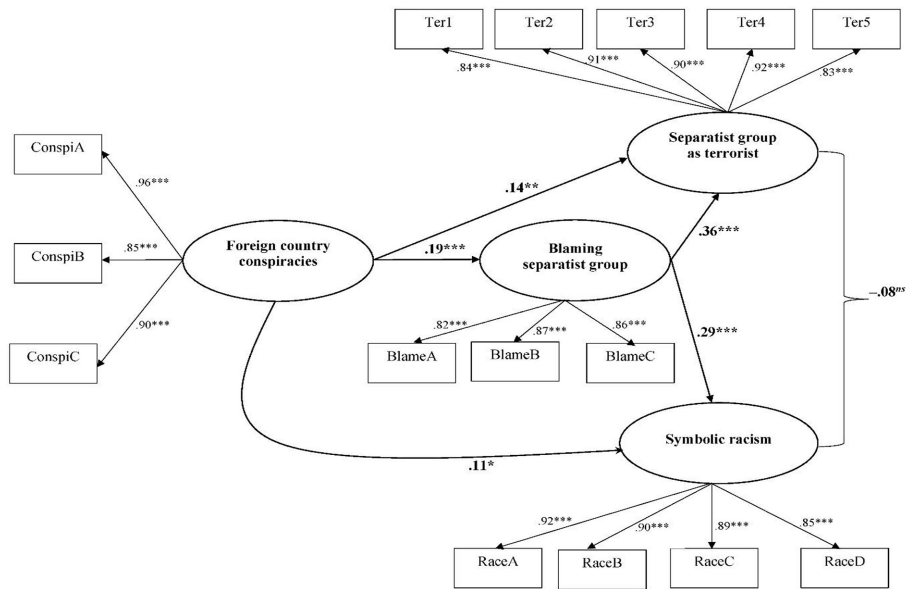 Ter1
Ter2
Ter3
Ter4
Ter5
.84***
.91***
.90***
.92***
.83***
Separatist group
as terrorist
ConspiA
ConspiB
ConspiC
.96***
.85***
.90***
Foreign country
conspiracies
.14**
.19***
Blaming
separatist group
.36***
–.08ns
.82***
.87***
.86***
BlameA
BlameB
BlameC
.29***
Symbolic racism
.11*
.92***
.90***
.89***
.85***
RaceA
RaceB
RaceC
RaceD